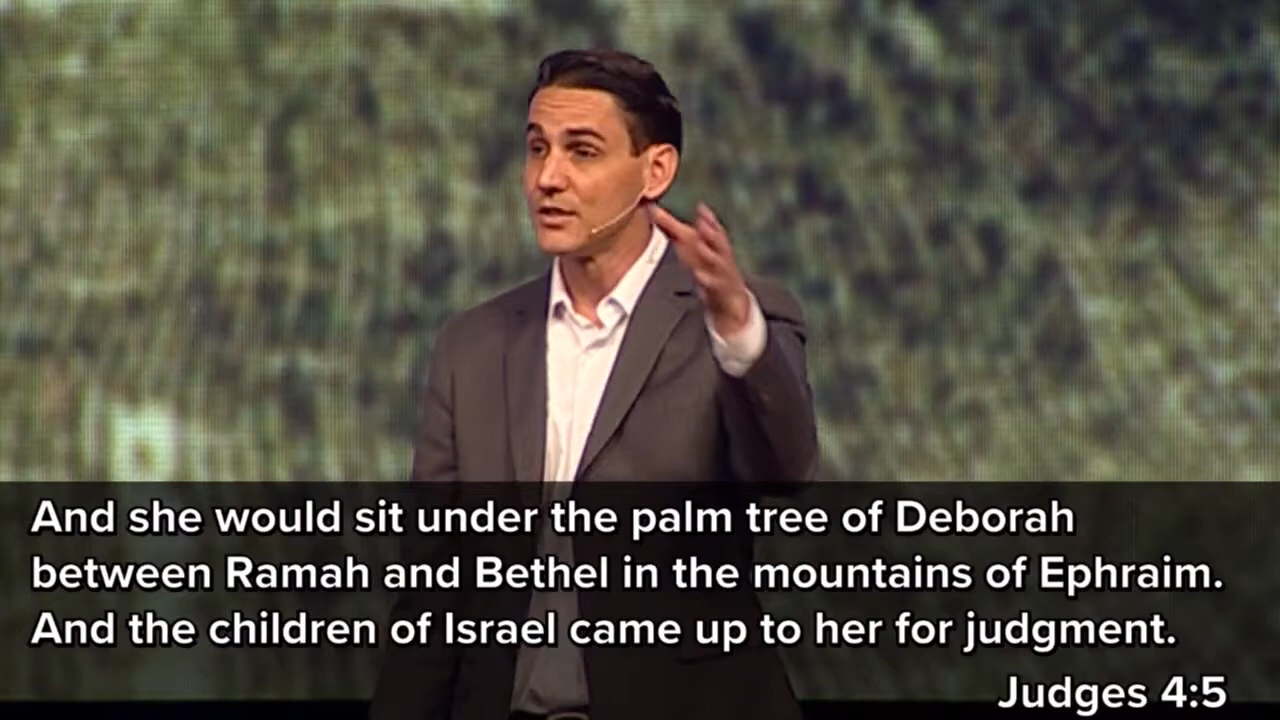 And she would sit under the palm tree of Deborah
between Ramah and Bethel in the mountains of Ephraim.
And the children of Israel came up to her for judgment.
Judges 4:5